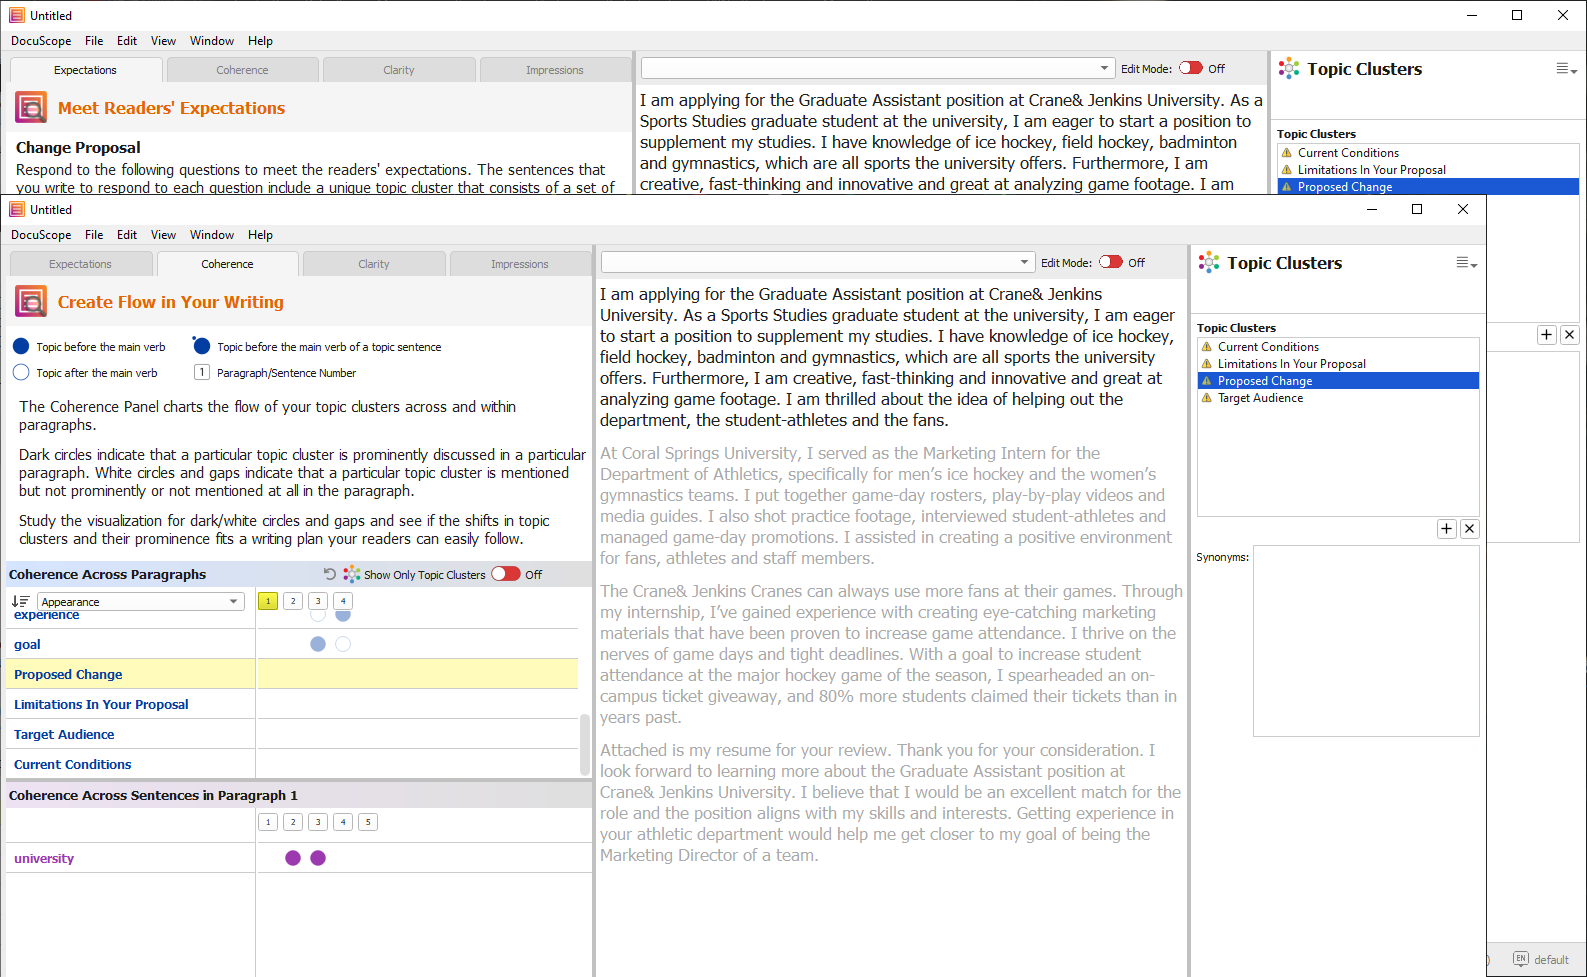 Untitled
DocuScope File Edit View Window Help
Expectations Coherence Clarity Impressions
Edit Mode: Off
Topic Clusters
Meet Readers' Expectations
Change Proposal
Respond to the following questions to meet the readers' expectations. The sentences that
you write to respond to each question include a unique topic cluster that consists of a set of
I am applying for the Graduate Assistant position at Crane& Jenkins University. As a
Sports Studies graduate student at the university, I am eager to start a position to
supplement my studies. I have knowledge of ice hockey, field hockey, badminton
and gymnastics, which are all sports the university offers. Furthermore, I am
creative, fast-thinking and innovative and great at analyzing game footage. I am
Topic Clusters
Current Conditions
Limitations In Your Proposal
Proposed Change
Untitled
DocuScope File Edit View Window Help
Expectations Coherence Clarity Impressions
Edit Mode: Off
Topic Clusters
Create Flow in Your Writing
Topic before the main verb
Topic before the main verb of a topic sentence
Topic after the main verb
1 Paragraph/Sentence Number
The Coherence Panel charts the flow of your topic clusters across and within
paragraphs.
Dark circles indicate that a particular topic cluster is prominently discussed in a particular
paragraph. White circles and gaps indicate that a particular topic cluster is mentioned
but not prominently or not mentioned at all in the paragraph.
Study the visualization for dark/white circles and gaps and see if the shifts in topic
clusters and their prominence fits a writing plan your readers can easily follow.
Coherence Across Paragraphs
Show Only Topic Clusters Off
Appearance
1 2 3 4
experience
goal
Proposed Change
Limitations In Your Proposal
Target Audience
Current Conditions
Coherence Across Sentences in Paragraph 1
1 2 3 4 5
university
I am applying for the Graduate Assistant position at Crane& Jenkins
University. As a Sports Studies graduate student at the university, I am eager
to start a position to supplement my studies. I have knowledge of ice hockey,
field hockey, badminton and gymnastics, which are all sports the university
offers. Furthermore, I am creative, fast-thinking and innovative and great at
analyzing game footage. I am thrilled about the idea of helping out the
department, the student-athletes and the fans.
At Coral Springs University, I served as the Marketing Intern for the
Department of Athletics, specifically for men’s ice hockey and the women’s
gymnastics teams. I put together game-day rosters, play-by-play videos and
media guides. I also shot practice footage, interviewed student-athletes and
managed game-day promotions. I assisted in creating a positive environment
for fans, athletes and staff members.
The Crane& Jenkins Cranes can always use more fans at their games. Through
my internship, I’ve gained experience with creating eye-catching marketing
materials that have been proven to increase game attendance. I thrive on the
nerves of game days and tight deadlines. With a goal to increase student
attendance at the major hockey game of the season, I spearheaded an on-
campus ticket giveaway, and 80% more students claimed their tickets than in
years past.
Attached is my resume for your review. Thank you for your consideration. I
look forward to learning more about the Graduate Assistant position at
Crane& Jenkins University. I believe that I would be an excellent match for the
role and the position aligns with my skills and interests. Getting experience in
your athletic department would help me get closer to my goal of being the
Marketing Director of a team.
Topic Clusters
Current Conditions
Limitations In Your Proposal
Proposed Change
Target Audience
Synonyms:
EN default